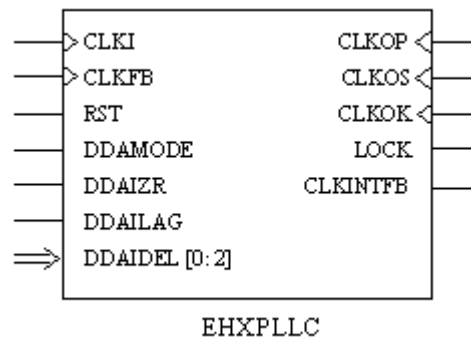 CLKI CLKOP
CLKFB CLKOS
RST CLKOK
DDAMODE LOCK
DDAIZR CLKINTFB
DDAILAG
DDAIDEL [0:2]
EHXPLLC